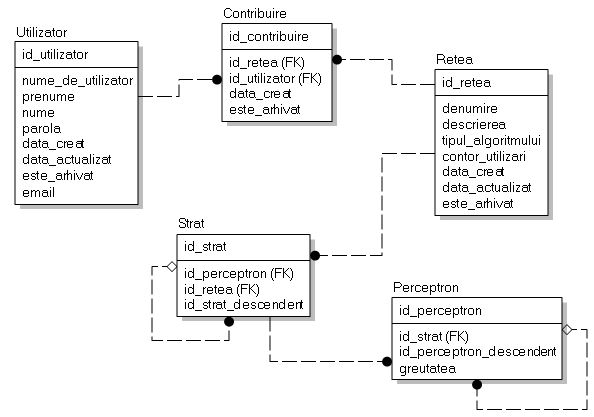 Utilizator
id_utilizator
nume_de_utilizator
prenume
nume
parola
data_creat
data_actualizat
este_arhivat
email
Contribuire
id_contribuire
id_retea (FK)
id_utilizator (FK)
data_creat
este_arhivat
Retea
id_retea
denumire
descrierea
tipul_algoritmului
contor_utilizari
data_creat
data_actualizat
este_arhivat
Strat
id_strat
id_perceptron (FK)
id_retea (FK)
id_strat_descendent
Perceptron
id_perceptron
id_strat (FK)
id_perceptron_descendent
greutatea